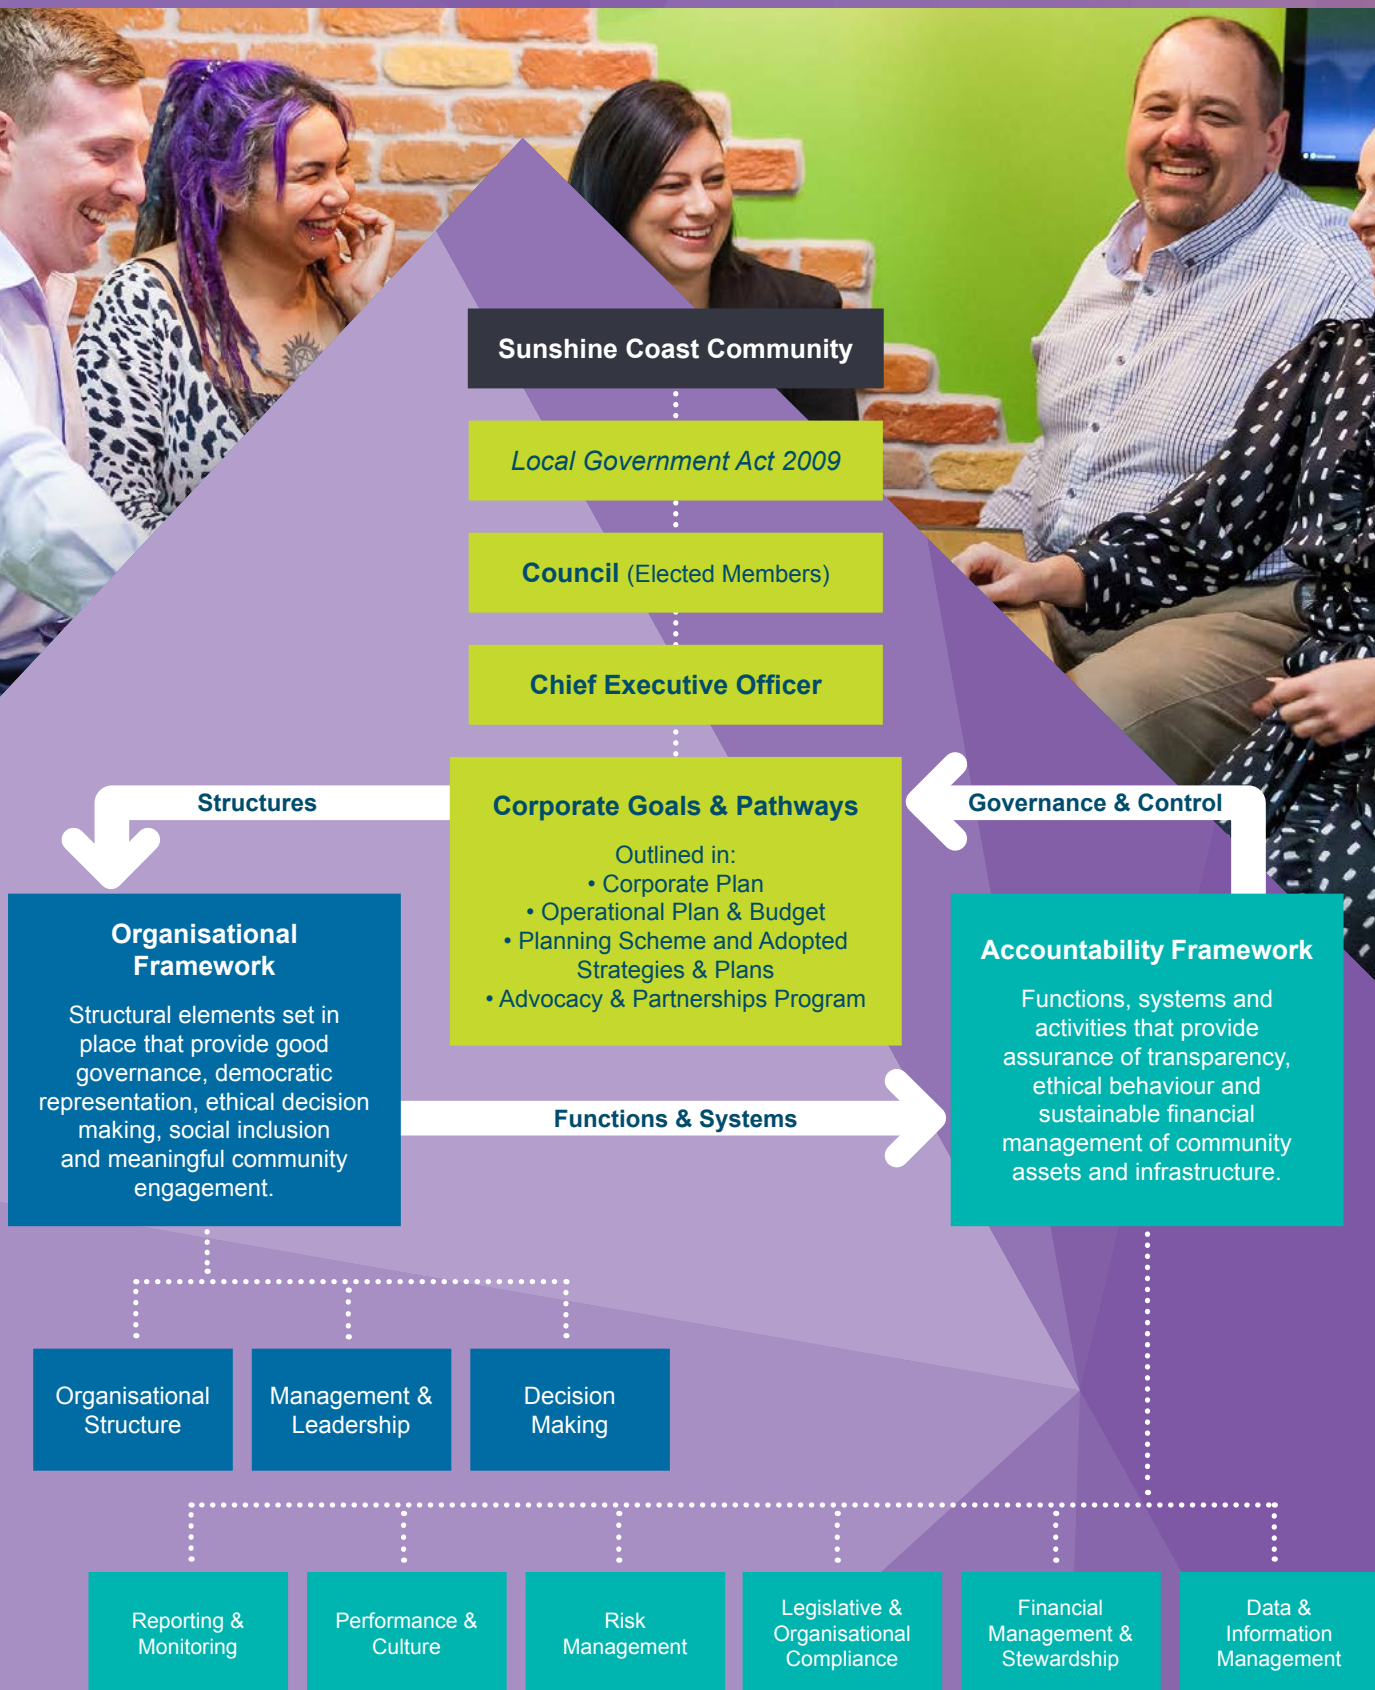 Sunshine Coast Community
Local Government Act 2009
Council (Elected Members)
Chief Executive Officer
Structures
Corporate Goals & Pathways
Outlined in:
• Corporate Plan
• Operational Plan & Budget
• Planning Scheme and Adopted
Strategies & Plans
• Advocacy & Partnerships Program
Governance & Control
Organisational
Framework
Structural elements set in
place that provide good
governance, democratic
representation, ethical decision
making, social inclusion
and meaningful community
engagement.
Functions & Systems
Accountability Framework
Functions, systems and
activities that provide
assurance of transparency,
ethical behaviour and
sustainable financial
management of community
assets and infrastructure.
Organisational
Structure
Management &
Leadership
Decision
Making
Reporting &
Monitoring
Performance &
Culture
Risk
Management
Legislative &
Organisational
Compliance
Financial
Management &
Stewardship
Data &
Information
Management